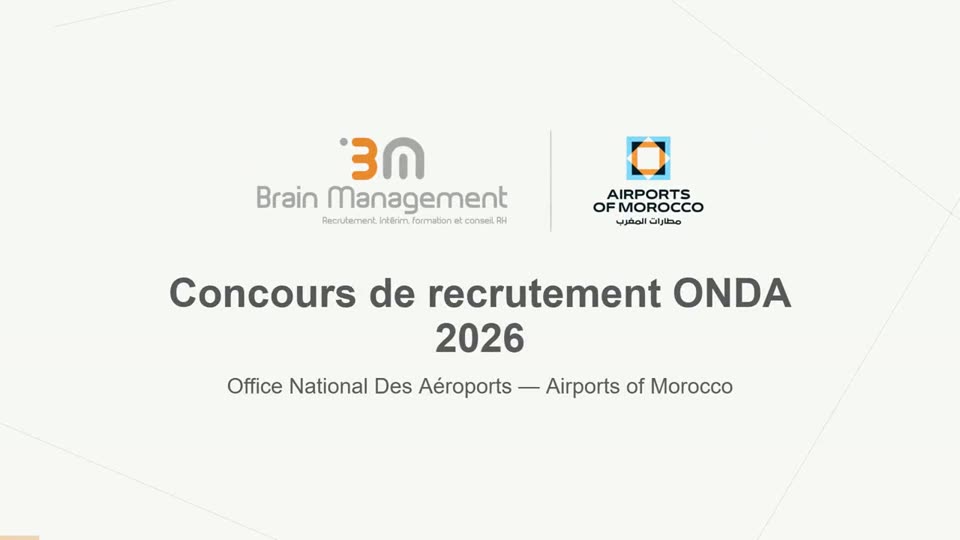 3M
Brain Management
Recrutement, intérim, formation et conseil RH
AIRPORTS
OF MOROCCO
مطارات المغرب
Concours de recrutement ONDA
2026
Office National Des Aéroports — Airports of Morocco